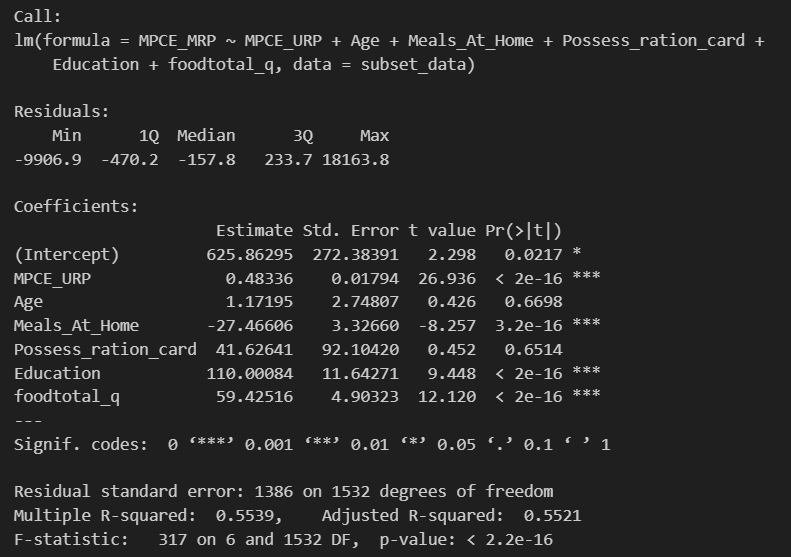 Call:
lm(formula = MPCE_MRP ~ MPCE_URP + Age + Meals_At_Home + Possess_ration_card +
    Education + foodtotal_q, data = subset_data)

Residuals:
    Min      1Q  Median      3Q     Max
-9906.9  -470.2  -157.8   233.7 18163.8

Coefficients:
                     Estimate Std. Error t value Pr(>|t|)
(Intercept)         625.86295  272.38391   2.298   0.0217 *
MPCE_URP              0.48336    0.01794  26.936  < 2e-16 ***
Age                   1.17195    2.74807   0.426   0.6698
Meals_At_Home       -27.46606    3.32660  -8.257  3.2e-16 ***
Possess_ration_card  41.62641   92.10420   0.452   0.6514
Education           110.00084   11.64271   9.448  < 2e-16 ***
foodtotal_q          59.42516    4.90323  12.120  < 2e-16 ***
---
Signif. codes:  0 ‘***’ 0.001 ‘**’ 0.01 ‘*’ 0.05 ‘.’ 0.1 ‘ ’ 1

Residual standard error: 1386 on 1532 degrees of freedom
Multiple R-squared:  0.5539,    Adjusted R-squared:  0.5521
F-statistic:   317 on 6 and 1532 DF,  p-value: < 2.2e-16